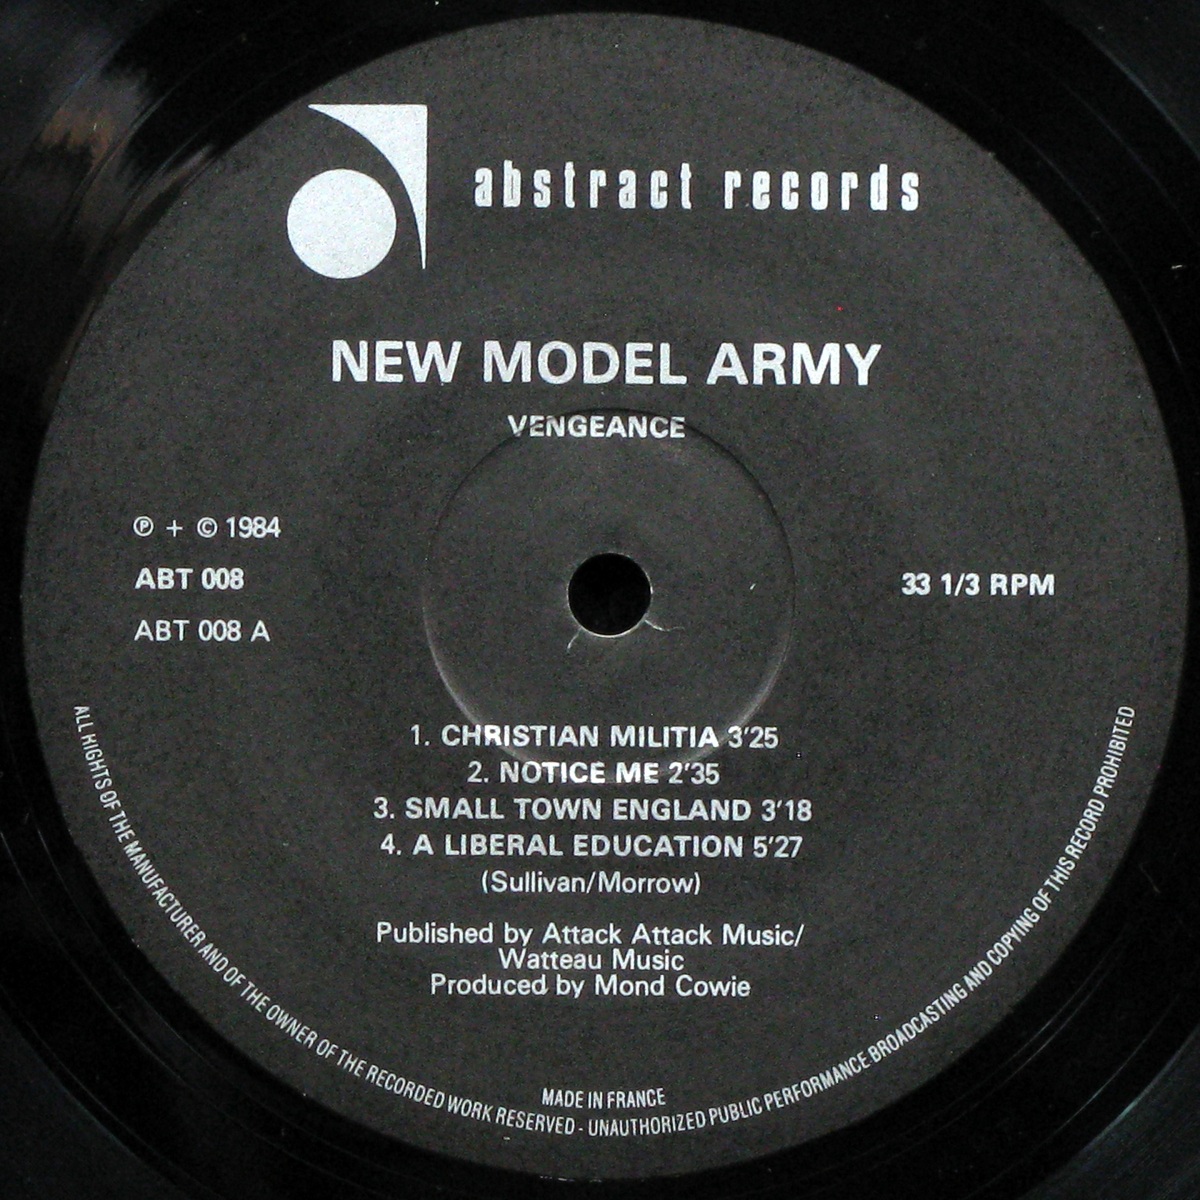 abstract records
NEW MODEL ARMY
VENGEANCE
℗ + © 1984
ABT 008
ABT 008 A
33 1/3 RPM
1. CHRISTIAN MILITIA 3'25
2. NOTICE ME 2'35
3. SMALL TOWN ENGLAND 3'18
4. A LIBERAL EDUCATION 5'27
(Sullivan/Morrow)
Published by Attack Attack Music/
Watteau Music
Produced by Mond Cowie
MADE IN FRANCE
ALL RIGHTS OF THE MANUFACTURER AND OF THE OWNER OF THE RECORDED WORK RESERVED - UNAUTHORIZED PUBLIC PERFORMANCE BROADCASTING AND COPYING OF THIS RECORD PROHIBITED